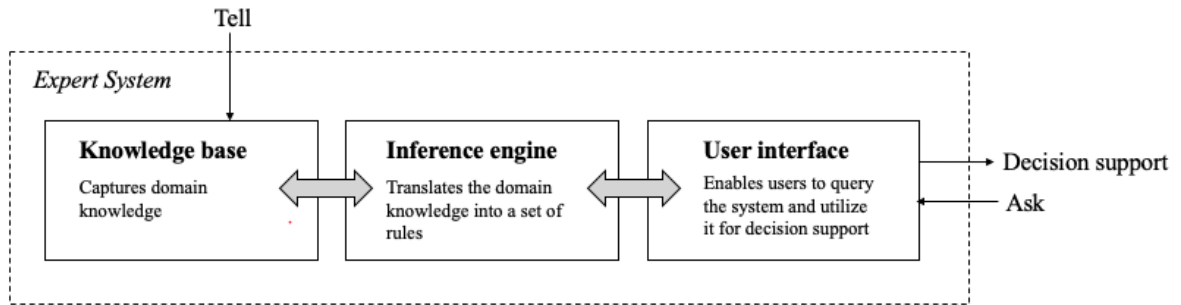 Tell
Expert System
Knowledge base
Captures domain
knowledge
Inference engine
Translates the domain
knowledge into a set of
rules
User interface
Enables users to query
the system and utilize
it for decision support
Decision support
Ask